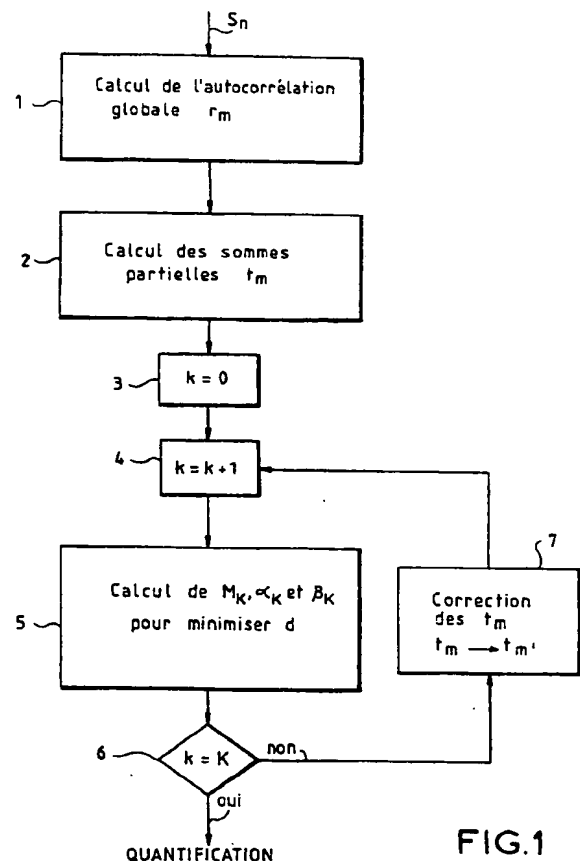 Sn
1
Calcul de l'autocorrélation
globale rm
2
Calcul des sommes
partielles tm
3
k = 0
4
k = k+1
5
Calcul de MK, αK et βK
pour minimiser d
7
Correction
des tm
tm → tm'
6
k = K
non
oui
QUANTIFICATION
FIG.1